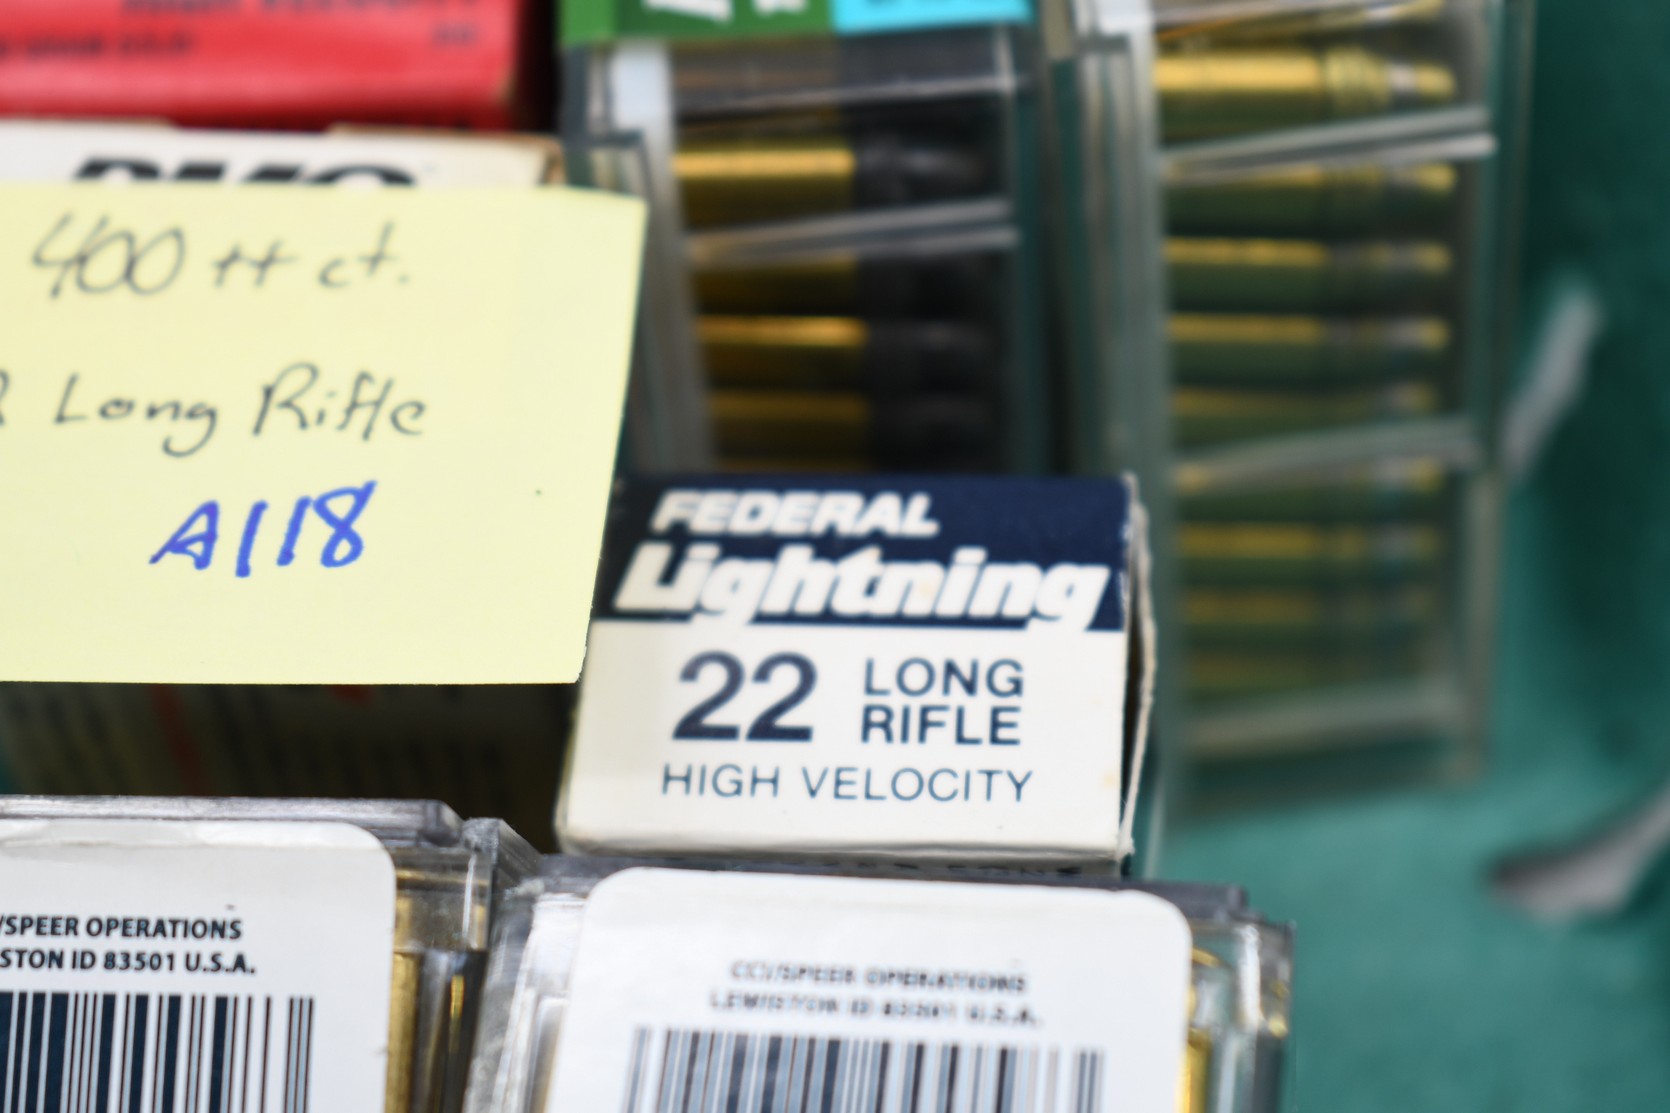 400 ++ ct.
Long Rifle
A118
FEDERAL
Lightning
22 LONG
RIFLE
HIGH VELOCITY
/SPEER OPERATIONS
STON ID 83501 U.S.A.
CCI/SPEER OPERATIONS
LEWISTON ID 83501 U.S.A.